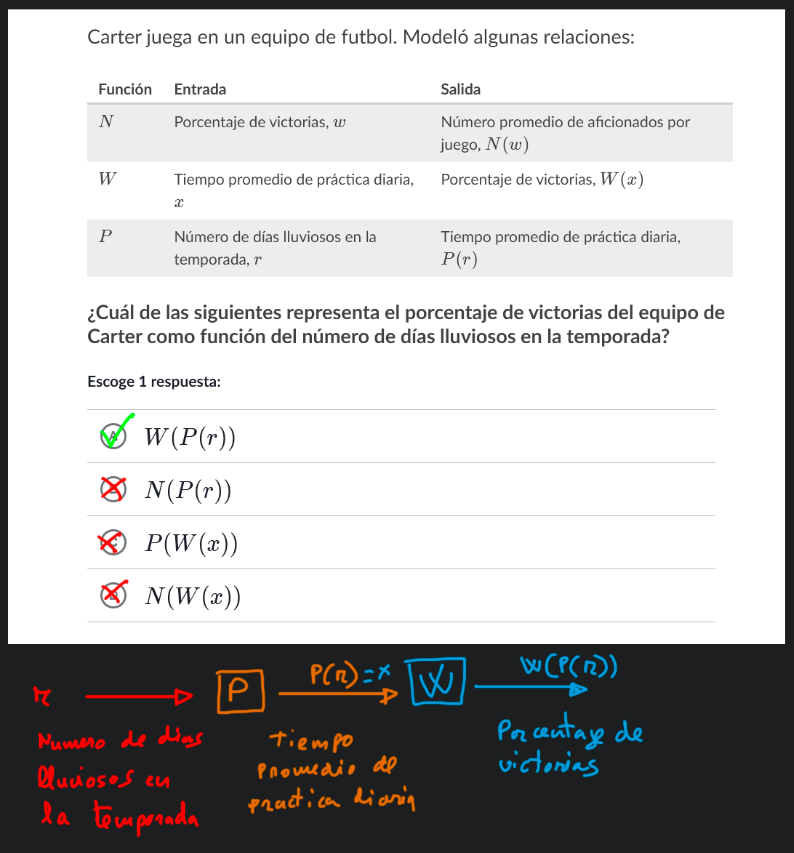 Carter juega en un equipo de futbol. Modeló algunas relaciones:
Función Entrada Salida
N Porcentaje de victorias, w Número promedio de aficionados por
juego, N(w)
W Tiempo promedio de práctica diaria, Porcentaje de victorias, W(x)
x
P Número de días lluviosos en la Tiempo promedio de práctica diaria,
temporada, r P(r)
¿Cuál de las siguientes representa el porcentaje de victorias del equipo de
Carter como función del número de días lluviosos en la temporada?
Escoge 1 respuesta:
A W(P(r))
B N(P(r))
C P(W(x))
D N(W(x))
r P P(r)=x W W(P(r))
Numero de dias
lluviosos en
la temporada
Tiempo
promedio de
practica diaria
Porcentaje de
victorias